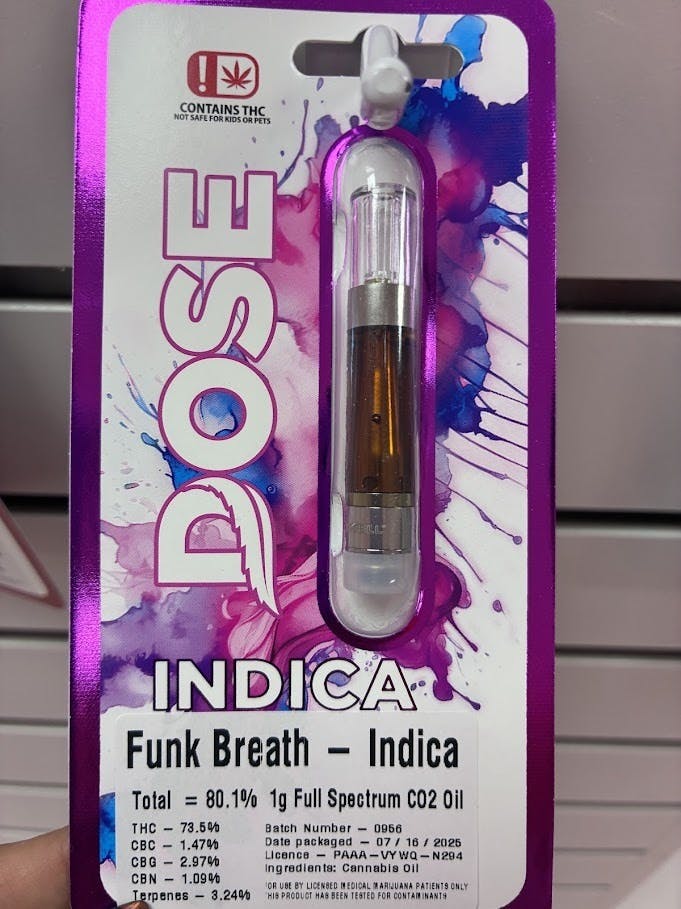 CONTAINS THC
NOT SAFE FOR KIDS OR PETS
DOSE
INDICA
Funk Breath – Indica
Total = 80.1% 1g Full Spectrum CO2 Oil
THC – 73.5%
CBC – 1.47%
CBG – 2.97%
CBN – 1.09%
Terpenes – 3.24%
Batch Number – 0956
Date packaged – 07 / 16 / 2025
Licence – PAAA–VYWQ–N294
Ingredients: Cannabis Oil
FOR USE BY LICENSED MEDICAL MARIJUANA PATIENTS ONLY
THIS PRODUCT HAS BEEN TESTED FOR CONTAMINANTS